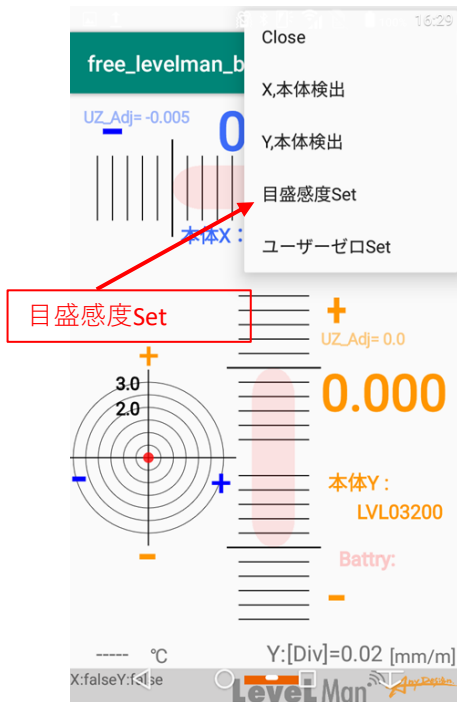 16:29
free_levelman_b
Close
X,本体検出
Y,本体検出
目盛感度Set
ユーザーゼロSet
UZ_Adj= -0.005
0
本体X：
目盛感度Set
UZ_Adj= 0.0
0.000
3.0
2.0
本体Y：
LVL03200
Battry:
----- ℃
Y:[Div]=0.02 [mm/m]
X:falseY:false
LeveL Man